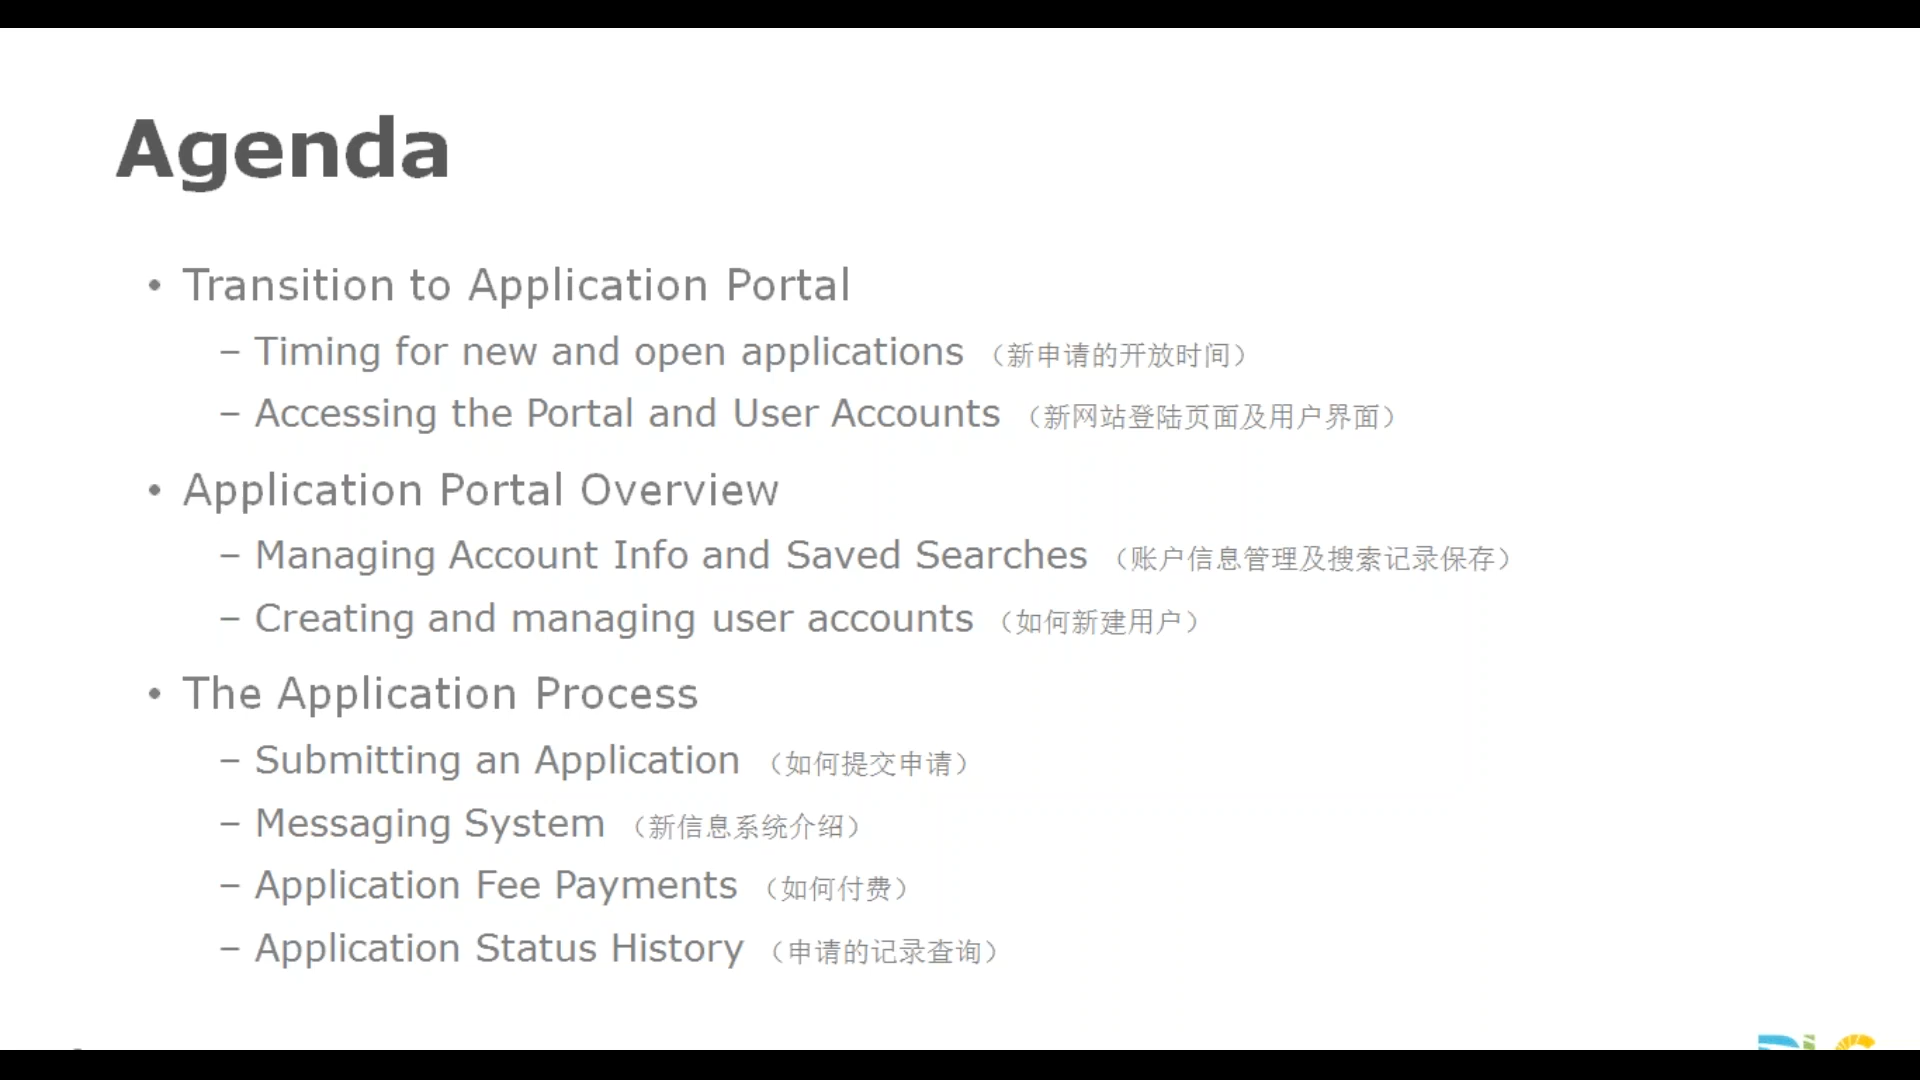 Agenda
• Transition to Application Portal
– Timing for new and open applications （新申请的开放时间）
– Accessing the Portal and User Accounts （新网站登陆页面及用户界面）
• Application Portal Overview
– Managing Account Info and Saved Searches （账户信息管理及搜索记录保存）
– Creating and managing user accounts （如何新建用户）
• The Application Process
– Submitting an Application （如何提交申请）
– Messaging System （新信息系统介绍）
– Application Fee Payments （如何付费）
– Application Status History （申请的记录查询）